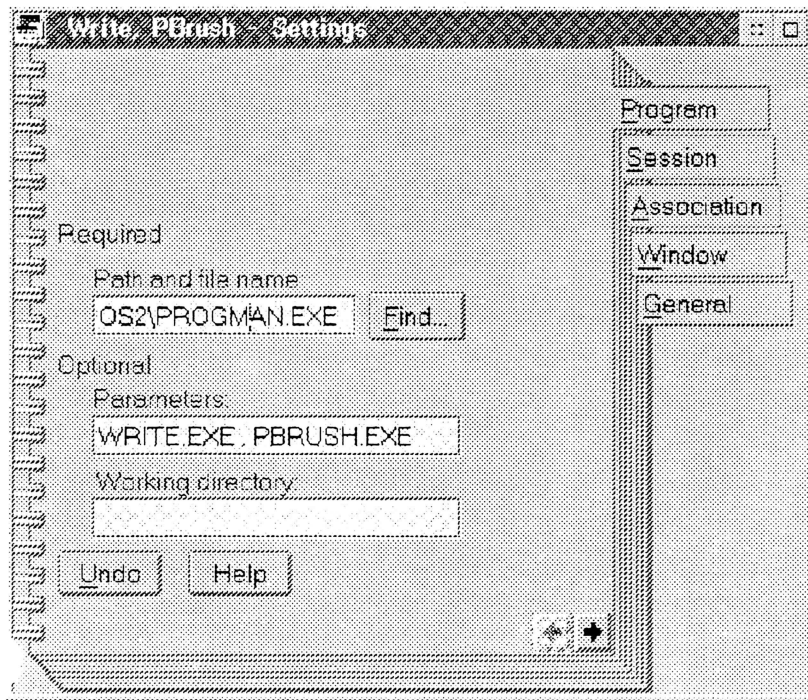 Write, PBrush - Settings
Program
Session
Association
Window
General
Required
Path and file name
OS2\PROGMAN.EXE
Find...
Optional
Parameters:
WRITE.EXE, PBRUSH.EXE
Working directory:
Undo
Help